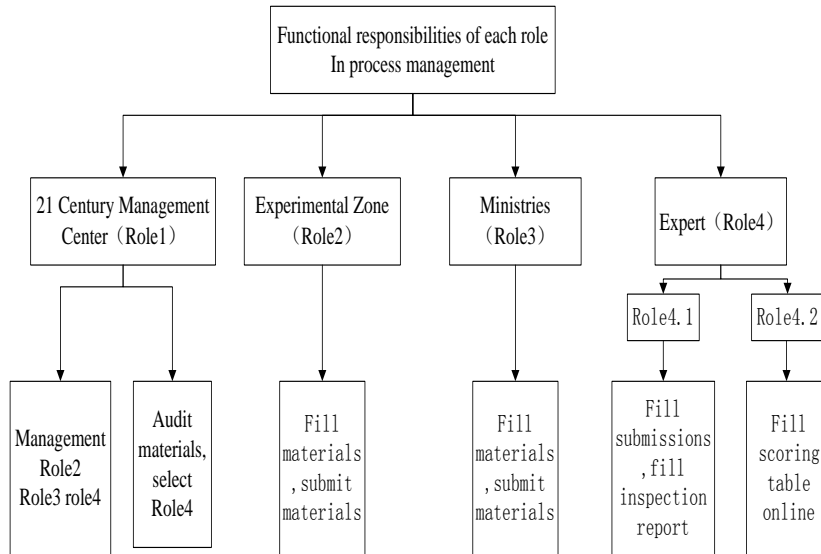 Functional responsibilities of each role
In process management
21 Century Management
Center（Role1）
Experimental Zone
（Role2）
Ministries
（Role3）
Expert（Role4）
Role4.1
Role4.2
Management
Role2
Role3 role4
Audit
materials,
select
Role4
Fill
materials
,submit
materials
Fill
materials
,submit
materials
Fill
submissions
,fill
inspection
report
Fill
scoring
table
online